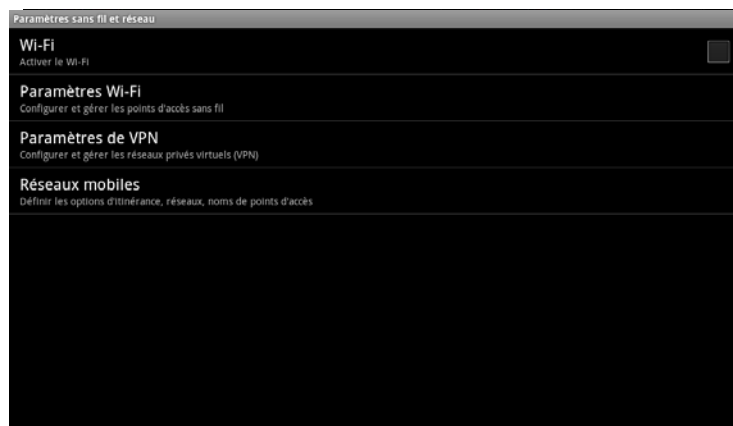 Paramètres sans fil et réseau
Wi-Fi
Activer le Wi-Fi
Paramètres Wi-Fi
Configurer et gérer les points d'accès sans fil
Paramètres de VPN
Configurer et gérer les réseaux privés virtuels (VPN)
Réseaux mobiles
Définir les options d'itinérance, réseaux, noms de points d'accès